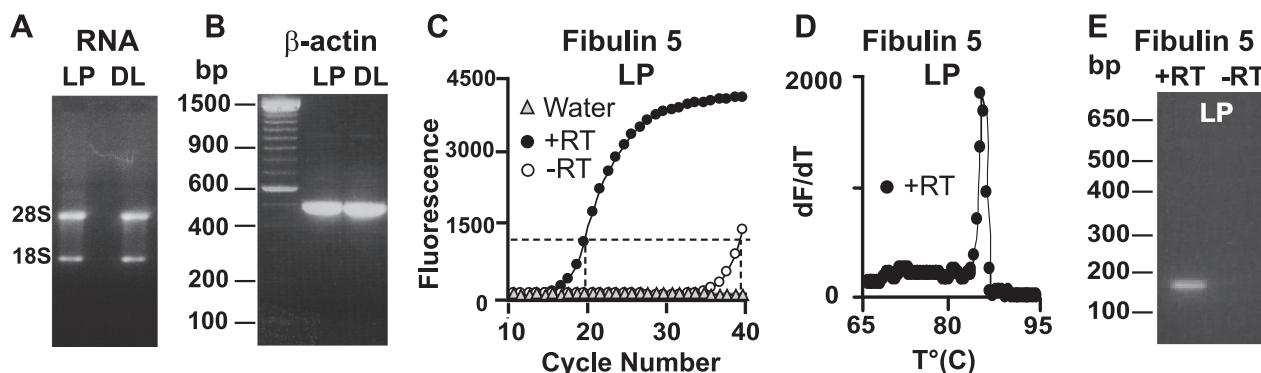 A
RNA
LP DL
28S
18S
B
β-actin
bp
LP DL
1500
900
600
400
200
100
C
Fibulin 5
LP
Fluorescence
4500
3000
1500
0
Water
+RT
-RT
10 20 30 40
Cycle Number
D
Fibulin 5
LP
dF/dT
2000
0
+RT
65 80 95
T°(C)
E
Fibulin 5
bp
+RT -RT
LP
650
500
400
300
200
100